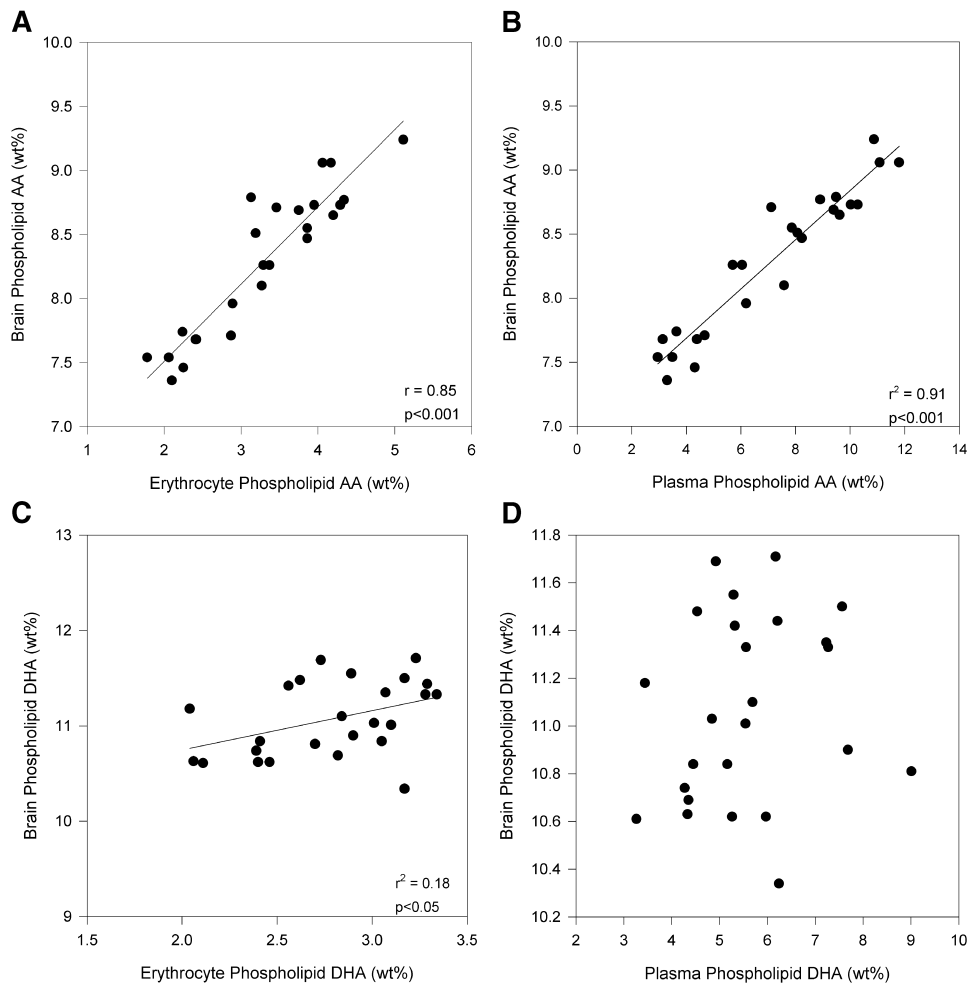 A
10.0
9.5
9.0
8.5
8.0
7.5
7.0
Brain Phospholipid AA (wt%)
r = 0.85
p<0.001
1 2 3 4 5 6
Erythrocyte Phospholipid AA (wt%)
B
10.0
9.5
9.0
8.5
8.0
7.5
7.0
Brain Phospholipid AA (wt%)
r² = 0.91
p<0.001
0 2 4 6 8 10 12 14
Plasma Phospholipid AA (wt%)
C
13
12
11
10
9
Brain Phospholipid DHA (wt%)
r² = 0.18
p<0.05
1.5 2.0 2.5 3.0 3.5
Erythrocyte Phospholipid DHA (wt%)
D
11.8
11.6
11.4
11.2
11.0
10.8
10.6
10.4
10.2
Brain Phospholipid DHA (wt%)
2 3 4 5 6 7 8 9 10
Plasma Phospholipid DHA (wt%)